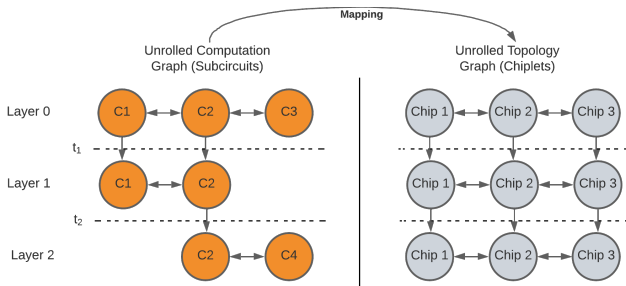 Mapping
Unrolled Computation
Graph (Subcircuits)
Unrolled Topology
Graph (Chiplets)
Layer 0
C1 C2 C3
Chip 1 Chip 2 Chip 3
t1
Layer 1
C1 C2
Chip 1 Chip 2 Chip 3
t2
Layer 2
C2 C4
Chip 1 Chip 2 Chip 3